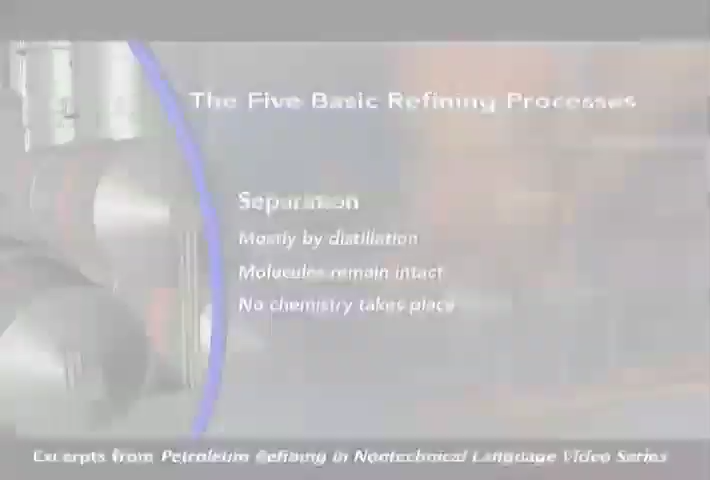 The Five Basic Refining Processes
Separation
Mostly by distillation
Molecules remain intact
No chemistry takes place
Excerpts from Petroleum Refining in Nontechnical Language Video Series